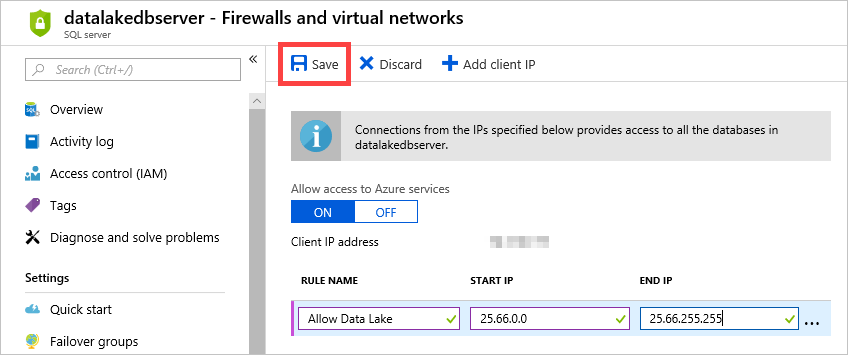 datalakedbserver - Firewalls and virtual networks
SQL server
Search (Ctrl+/)
Overview
Activity log
Access control (IAM)
Tags
Diagnose and solve problems
Settings
Quick start
Failover groups
Save
Discard
Add client IP
Connections from the IPs specified below provides access to all the databases in
datalakedbserver.
Allow access to Azure services
ON OFF
Client IP address
RULE NAME START IP END IP
Allow Data Lake 25.66.0.0 25.66.255.255 ...